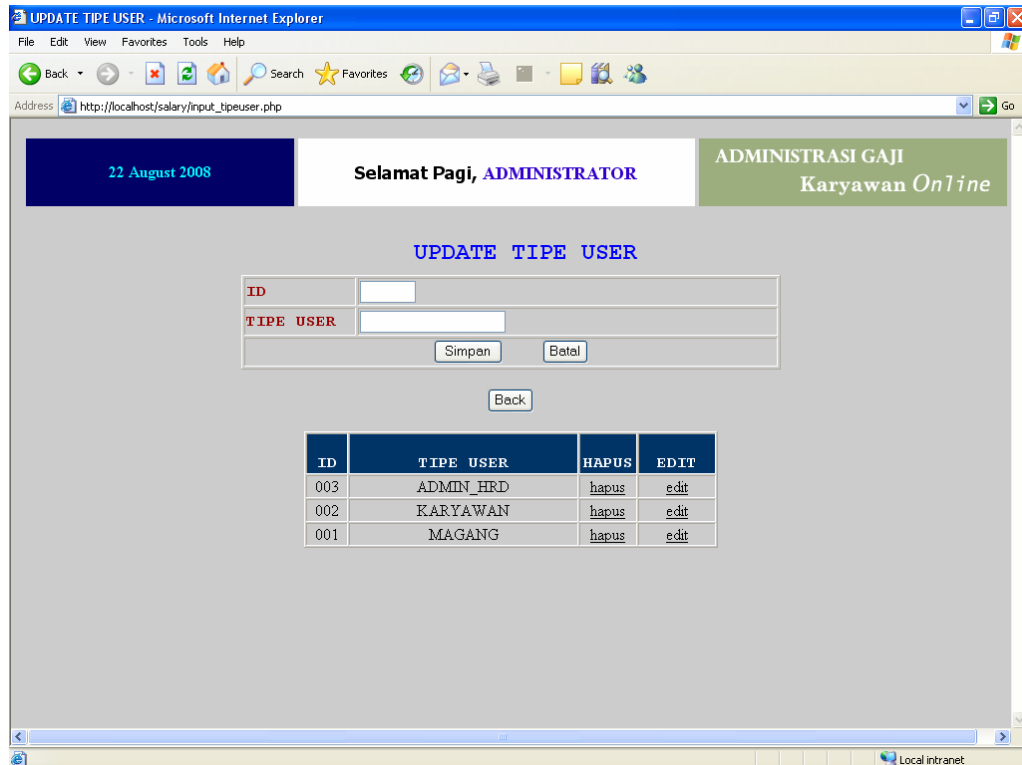 UPDATE TIPE USER - Microsoft Internet Explorer
File Edit View Favorites Tools Help
Back Search Favorites
Address http://localhost/salary/input_tipeuser.php Go
22 August 2008
Selamat Pagi, ADMINISTRATOR
ADMINISTRASI GAJI
Karyawan Online
UPDATE TIPE USER
ID
TIPE USER
Simpan Batal
Back
ID TIPE USER HAPUS EDIT
003 ADMIN_HRD hapus edit
002 KARYAWAN hapus edit
001 MAGANG hapus edit
Local intranet